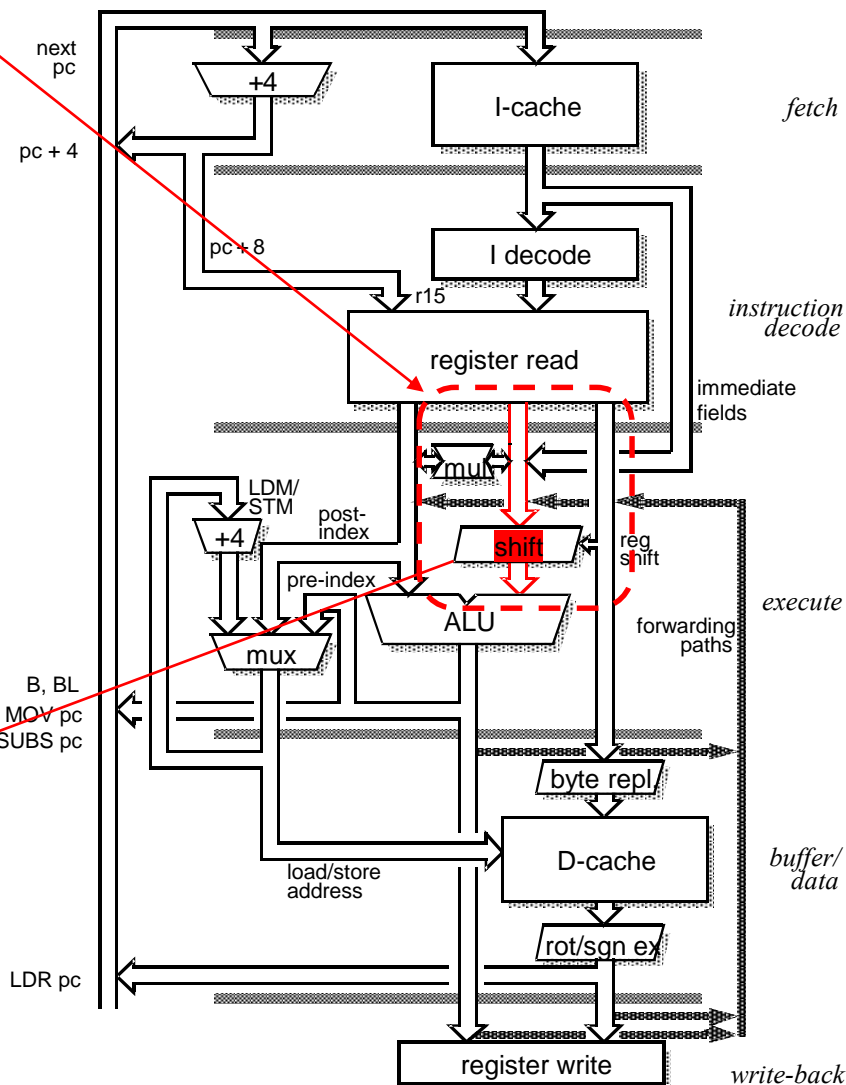 next
pc
+4
I-cache
fetch
pc + 4
pc + 8
I decode
r15
instruction
decode
register read
immediate
fields
mul
LDM/
STM
post-
index
+4
shift
reg
shift
pre-index
ALU
execute
forwarding
paths
mux
B, BL
MOV pc
SUBS pc
byte repl.
D-cache
buffer/
data
load/store
address
rot/sgn ex
LDR pc
register write
write-back